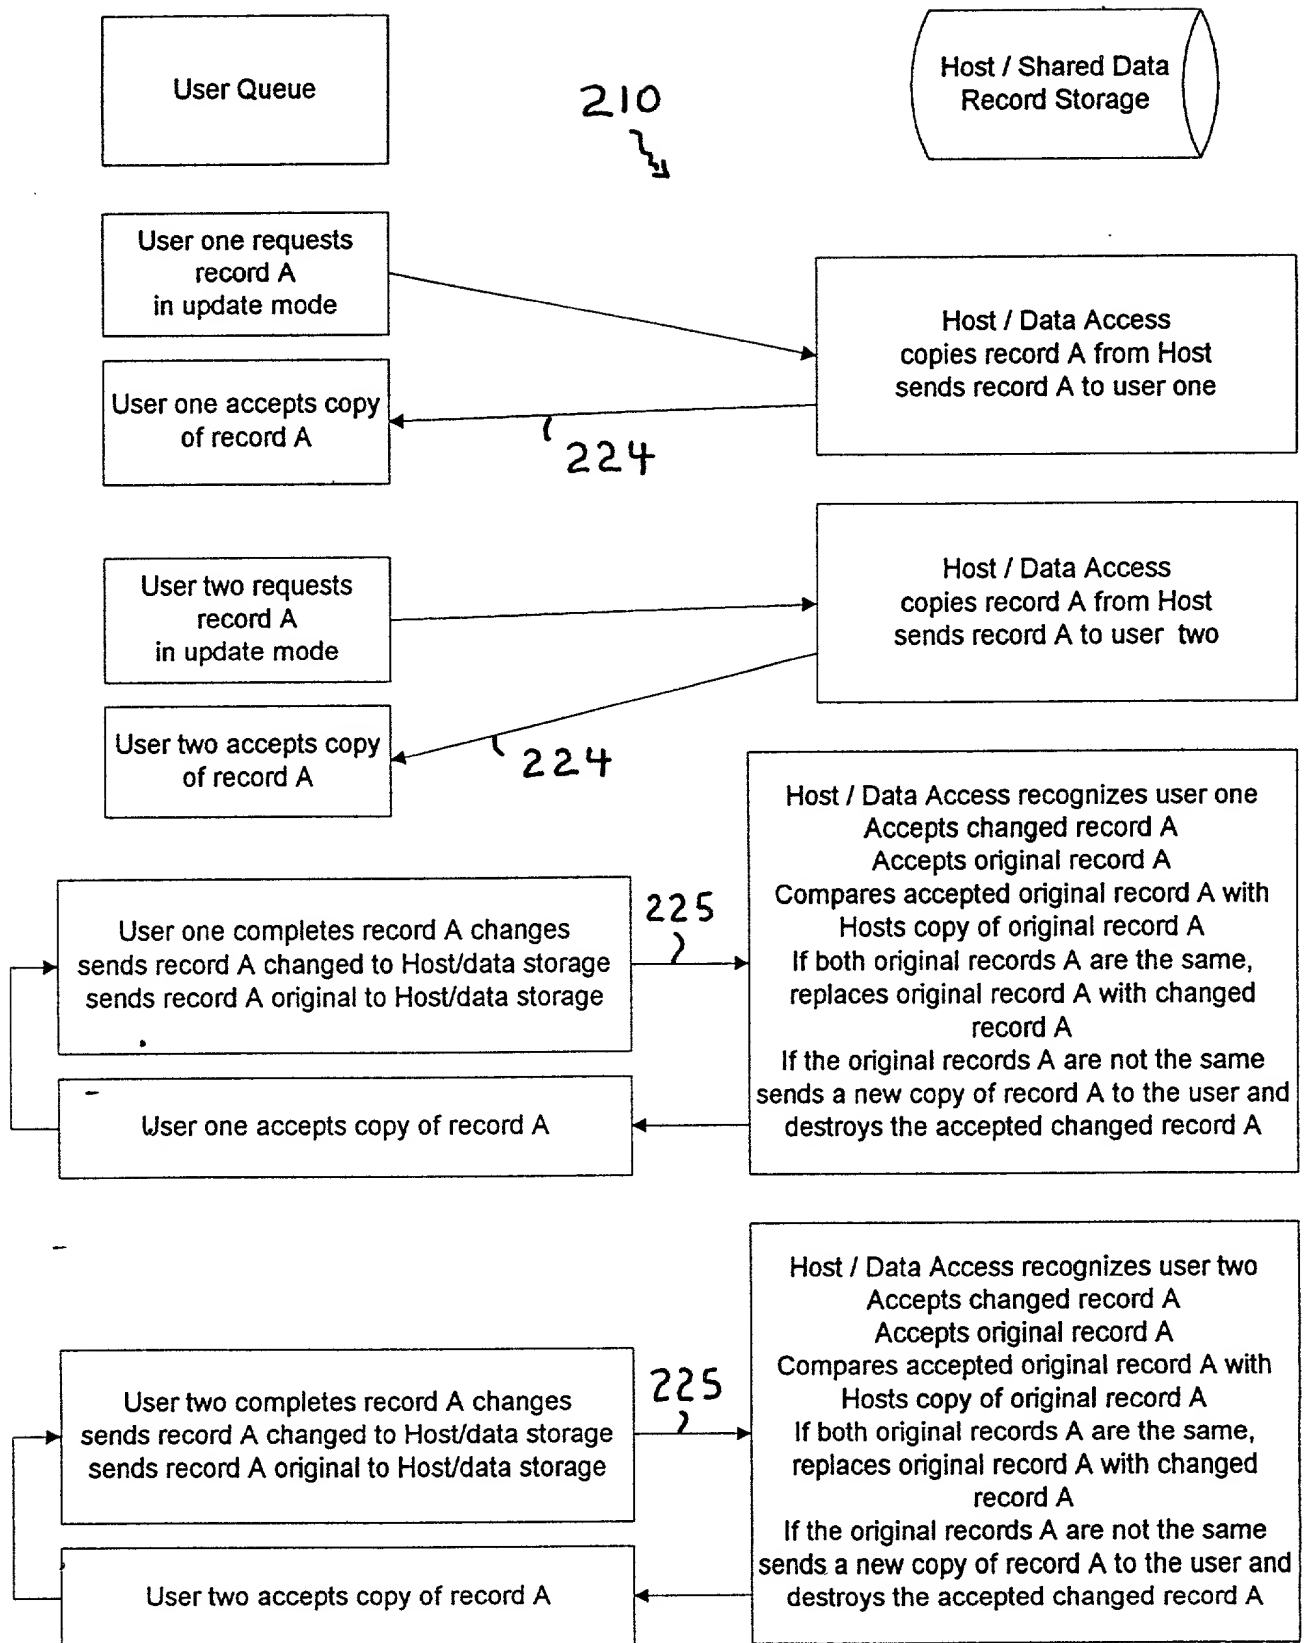 User Queue
210
Host / Shared Data
Record Storage
User one requests
record A
in update mode
Host / Data Access
copies record A from Host
sends record A to user one
User one accepts copy
of record A
224
User two requests
record A
in update mode
Host / Data Access
copies record A from Host
sends record A to user two
User two accepts copy
of record A
224
Host / Data Access recognizes user one
Accepts changed record A
Accepts original record A
Compares accepted original record A with
Hosts copy of original record A
If both original records A are the same,
replaces original record A with changed
record A
If the original records A are not the same
sends a new copy of record A to the user and
destroys the accepted changed record A
User one completes record A changes
sends record A changed to Host/data storage
sends record A original to Host/data storage
225
User one accepts copy of record A
Host / Data Access recognizes user two
Accepts changed record A
Accepts original record A
Compares accepted original record A with
Hosts copy of original record A
If both original records A are the same,
replaces original record A with changed
record A
If the original records A are not the same
sends a new copy of record A to the user and
destroys the accepted changed record A
User two completes record A changes
sends record A changed to Host/data storage
sends record A original to Host/data storage
225
User two accepts copy of record A